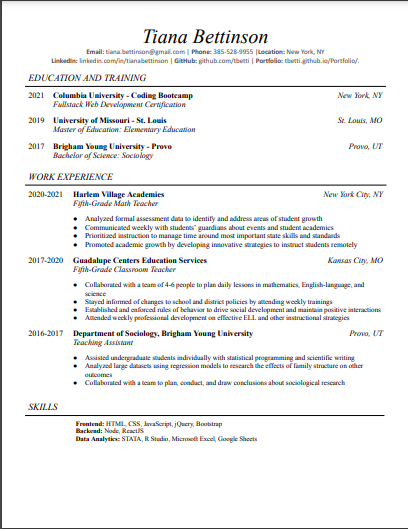 Tiana Bettinson
Email: tiana.bettinson@gmail.com | Phone: 385-528-9955 |Location: New York, NY
LinkedIn: linkedin.com/in/tianabettinson | GitHub: github.com/tbetti | Portfolio: tbetti.github.io/Portfolio/.
EDUCATION AND TRAINING
2021 Columbia University - Coding Bootcamp New York, NY
Fullstack Web Development Certification
2019 University of Missouri - St. Louis St. Louis, MO
Master of Education: Elementary Education
2017 Brigham Young University - Provo Provo, UT
Bachelor of Science: Sociology
WORK EXPERIENCE
2020-2021 Harlem Village Academies New York City, NY
Fifth-Grade Math Teacher
● Analyzed formal assessment data to identify and address areas of student growth
● Communicated weekly with students' guardians about events and student academics
● Prioritized instruction to manage time around most important state skills and standards
● Promoted academic growth by developing innovative strategies to instruct students remotely
2017-2020 Guadalupe Centers Education Services Kansas City, MO
Fifth-Grade Classroom Teacher
● Collaborated with a team of 4-6 people to plan daily lessons in mathematics, English-language, and
science
● Stayed informed of changes to school and district policies by attending weekly trainings
● Established and enforced rules of behavior to drive social development and maintain positive interactions
● Attended weekly professional development on effective ELL and other instructional strategies
2016-2017 Department of Sociology, Brigham Young University Provo, UT
Teaching Assistant
● Assisted undergraduate students individually with statistical programming and scientific writing
● Analyzed large datasets using regression models to research the effects of family structure on other
outcomes
● Collaborated with a team to plan, conduct, and draw conclusions about sociological research
SKILLS
Frontend: HTML, CSS, JavaScript, jQuery, Bootstrap
Backend: Node, ReactJS
Data Analytics: STATA, R Studio, Microsoft Excel, Google Sheets